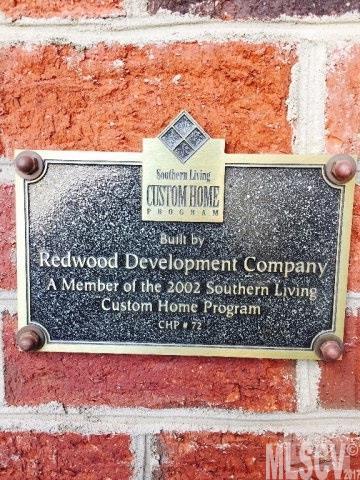 Southern Living
CUSTOM HOME
PROGRAM
Built by
Redwood Development Company
A Member of the 2002 Southern Living
Custom Home Program
CHP # 72
MLSCV©2017